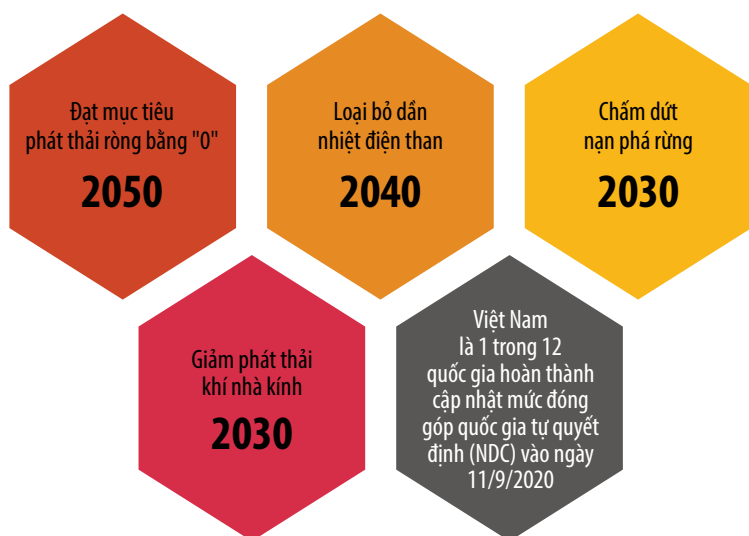 Đạt mục tiêu
phát thải ròng bằng "0"
2050
Loại bỏ dần
nhiệt điện than
2040
Chấm dứt
nạn phá rừng
2030
Giảm phát thải
khí nhà kính
2030
Việt Nam
là 1 trong 12
quốc gia hoàn thành
cập nhật mức đóng
góp quốc gia tự quyết
định (NDC) vào ngày
11/9/2020